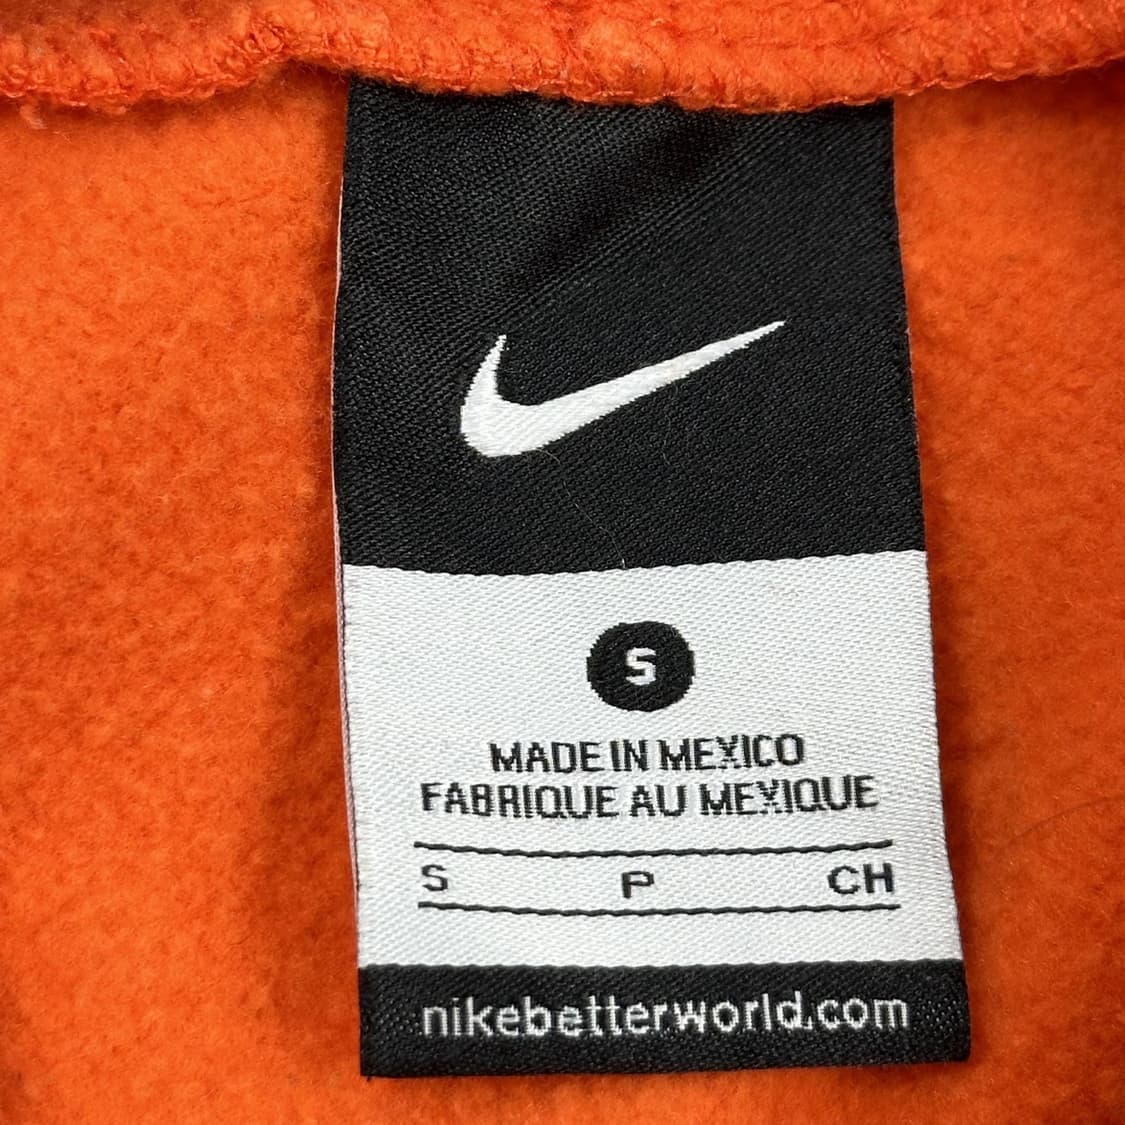 S
MADE IN MEXICO
FABRIQUE AU MEXIQUE
S P CH
nikebetterworld.com